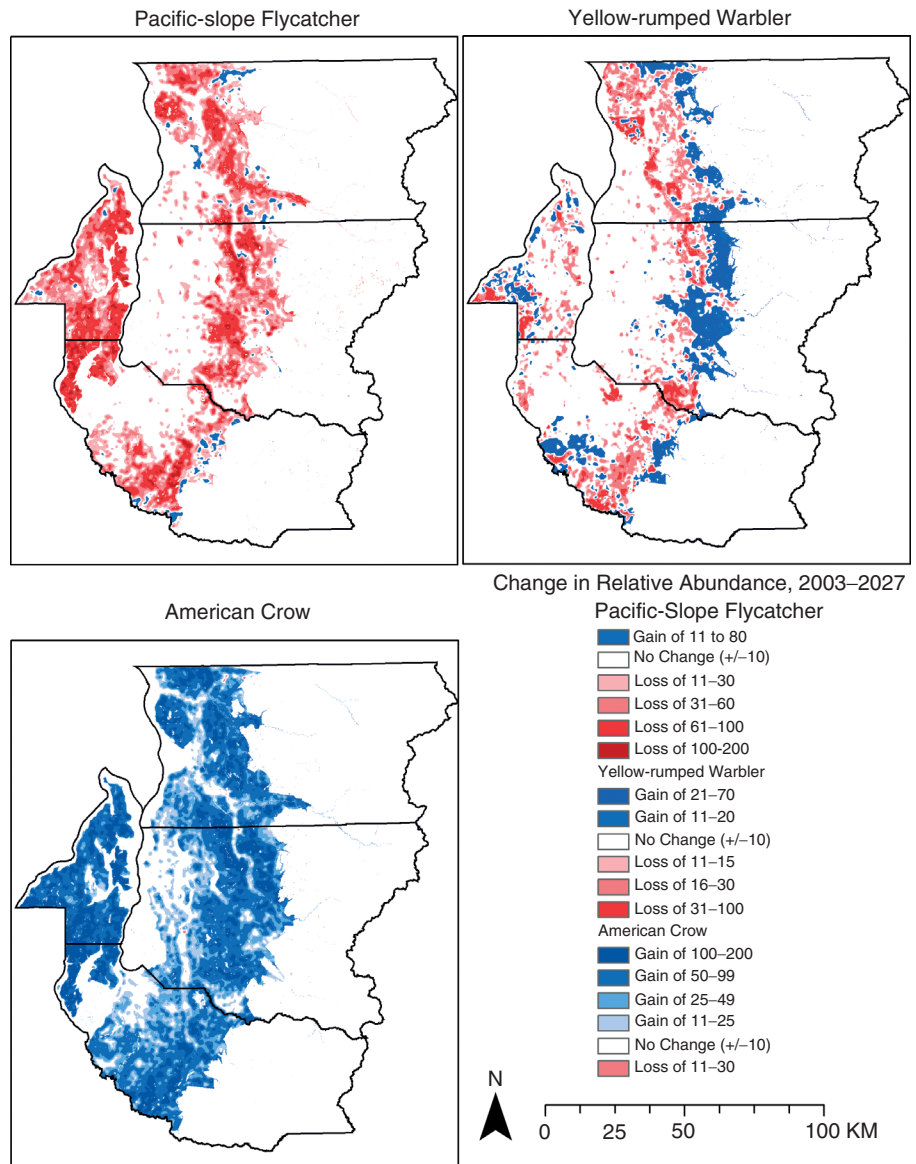 Pacific-slope Flycatcher
Yellow-rumped Warbler
American Crow
Change in Relative Abundance, 2003–2027
Pacific-Slope Flycatcher
Gain of 11 to 80
No Change (+/–10)
Loss of 11–30
Loss of 31–60
Loss of 61–100
Loss of 100-200
Yellow-rumped Warbler
Gain of 21–70
Gain of 11–20
No Change (+/–10)
Loss of 11–15
Loss of 16–30
Loss of 31–100
American Crow
Gain of 100–200
Gain of 50–99
Gain of 25–49
Gain of 11–25
No Change (+/–10)
Loss of 11–30
N
0 25 50 100 KM